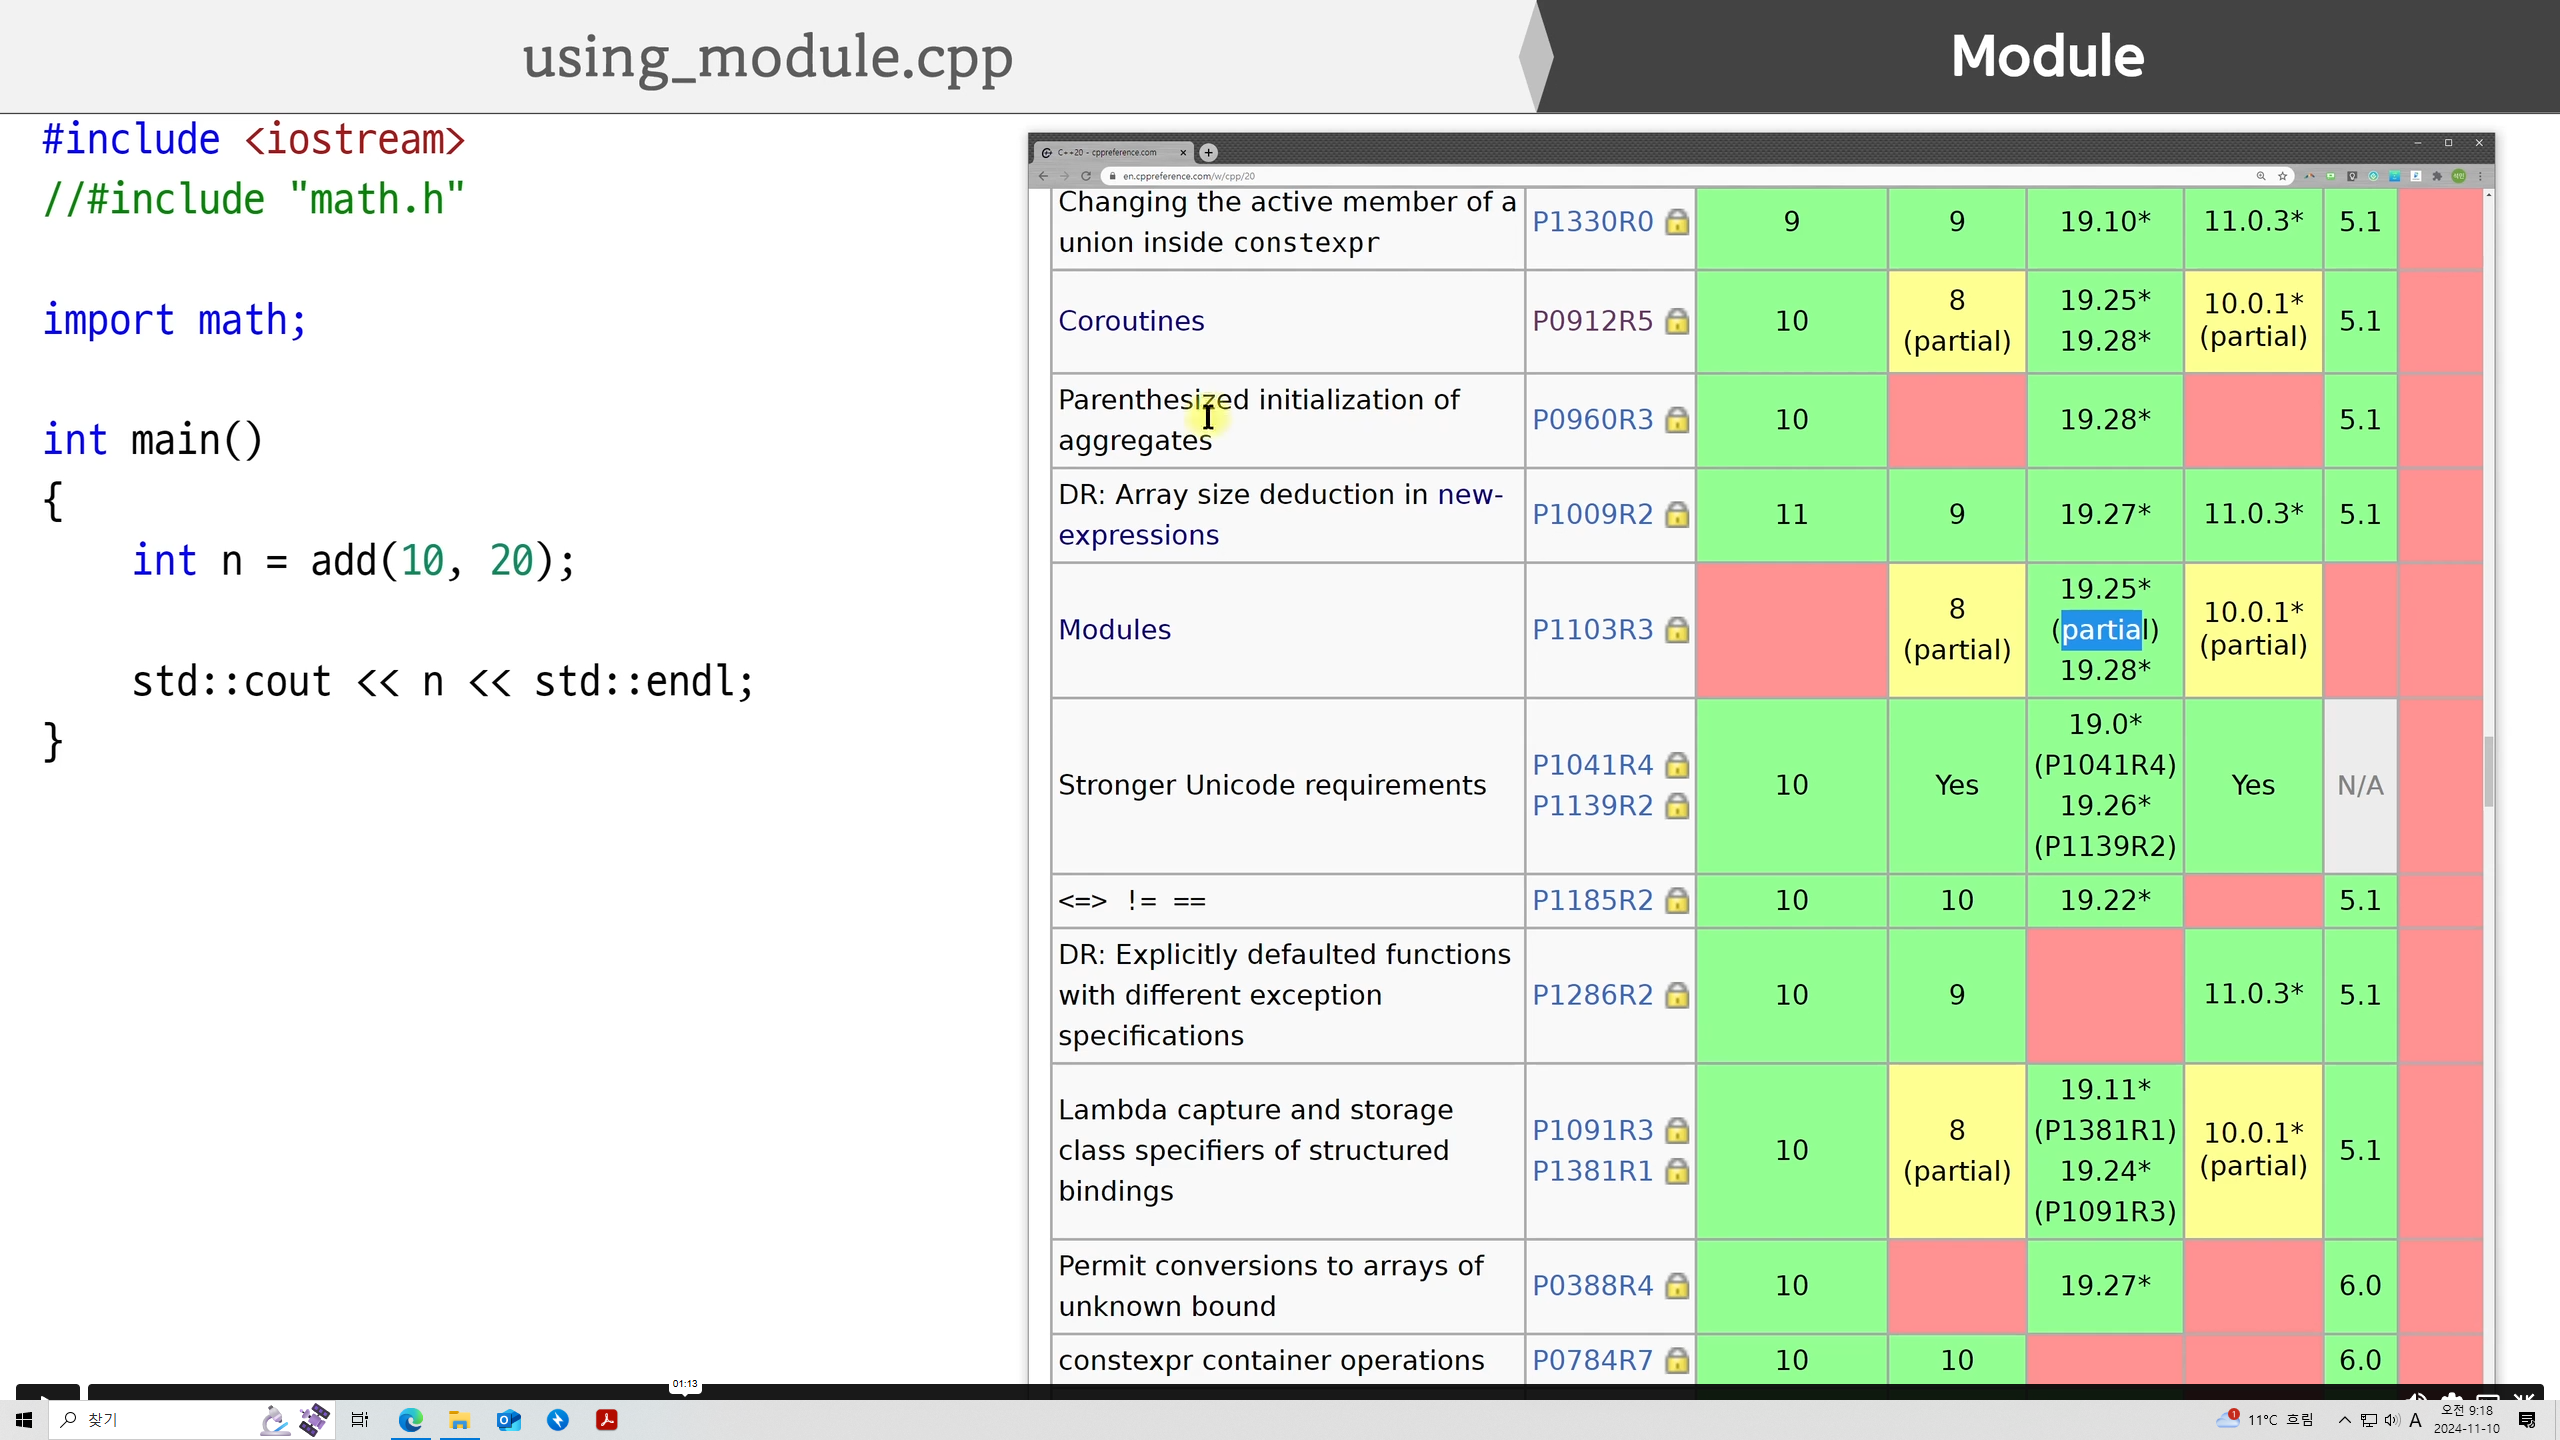 using_module.cpp
Module
#include <iostream>
//#include "math.h"
import math;
int main()
{
int n = add(10, 20);
std::cout << n << std::endl;
}
C++20 - cppreference.com
en.cppreference.com/w/cpp/20
Changing the active member of a
union inside constexpr
P1330R0
9
9
19.10*
11.0.3*
5.1
Coroutines
P0912R5
10
8
(partial)
19.25*
19.28*
10.0.1*
(partial)
5.1
Parenthesized initialization of
aggregates
P0960R3
10
19.28*
5.1
DR: Array size deduction in new-
expressions
P1009R2
11
9
19.27*
11.0.3*
5.1
Modules
P1103R3
8
(partial)
19.25*
(partial)
19.28*
10.0.1*
(partial)
Stronger Unicode requirements
P1041R4
P1139R2
10
Yes
19.0*
(P1041R4)
19.26*
(P1139R2)
Yes
N/A
<=> != ==
P1185R2
10
10
19.22*
5.1
DR: Explicitly defaulted functions
with different exception
specifications
P1286R2
10
9
11.0.3*
5.1
Lambda capture and storage
class specifiers of structured
bindings
P1091R3
P1381R1
10
8
(partial)
19.11*
(P1381R1)
19.24*
(P1091R3)
10.0.1*
(partial)
5.1
Permit conversions to arrays of
unknown bound
P0388R4
10
19.27*
6.0
constexpr container operations
P0784R7
10
10
6.0
01:13
찾기
1
11°C 흐림
A
오전 9:18
2024-11-10